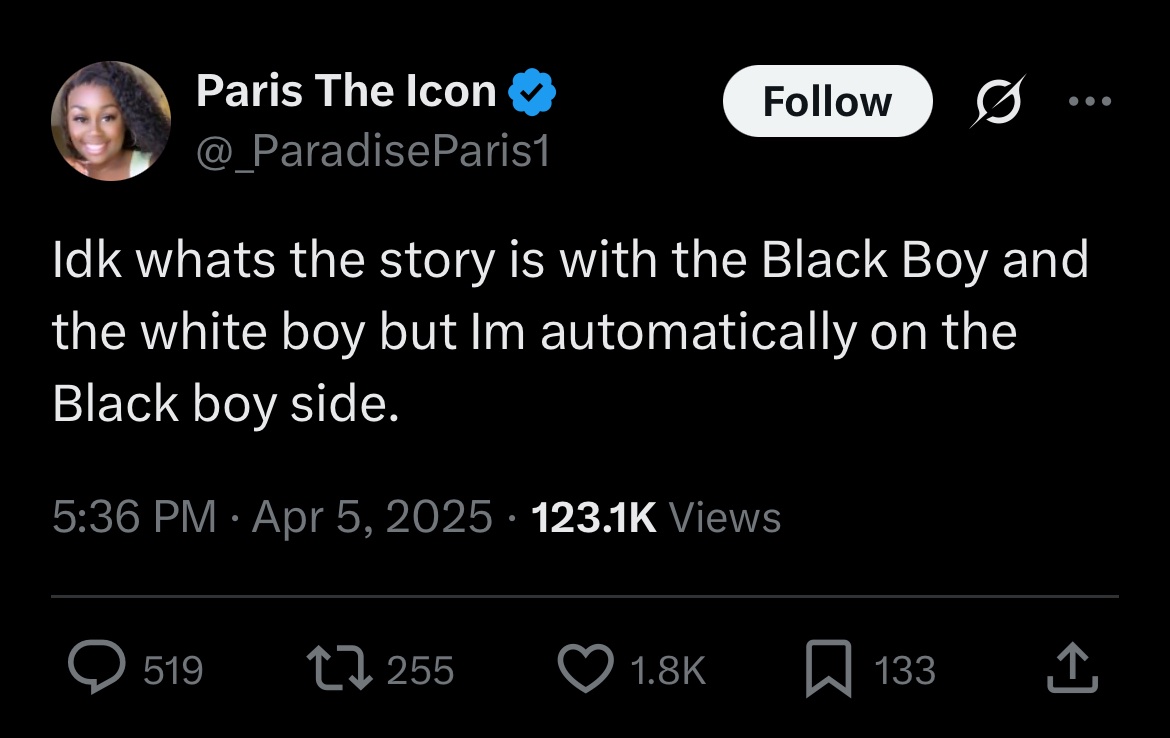 Paris The Icon
Follow
@_ParadiseParis1
Idk whats the story is with the Black Boy and
the white boy but Im automatically on the
Black boy side.
5:36 PM · Apr 5, 2025 · 123.1K Views
519 255 1.8K 133